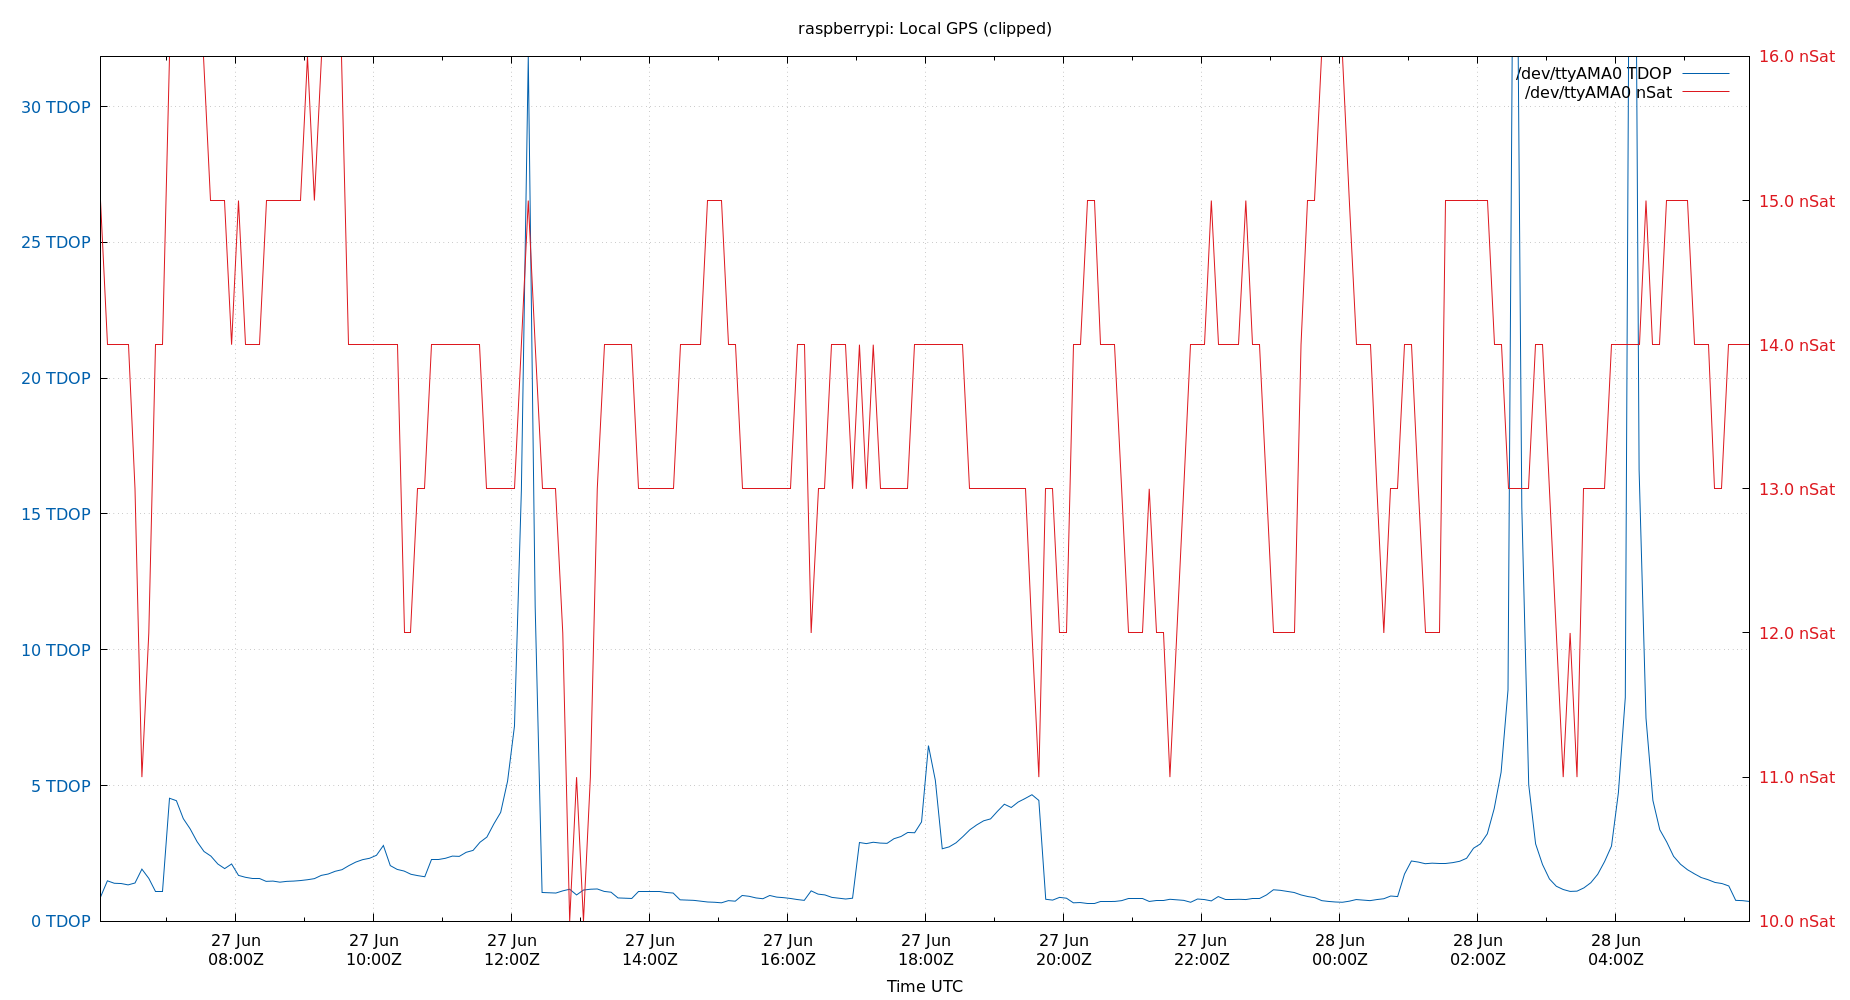 raspberrypi: Local GPS (clipped)
/dev/ttyAMA0 TDOP
/dev/ttyAMA0 nSat
30 TDOP
25 TDOP
20 TDOP
15 TDOP
10 TDOP
5 TDOP
0 TDOP
16.0 nSat
15.0 nSat
14.0 nSat
13.0 nSat
12.0 nSat
11.0 nSat
10.0 nSat
27 Jun
08:00Z
27 Jun
10:00Z
27 Jun
12:00Z
27 Jun
14:00Z
27 Jun
16:00Z
27 Jun
18:00Z
27 Jun
20:00Z
27 Jun
22:00Z
28 Jun
00:00Z
28 Jun
02:00Z
28 Jun
04:00Z
Time UTC